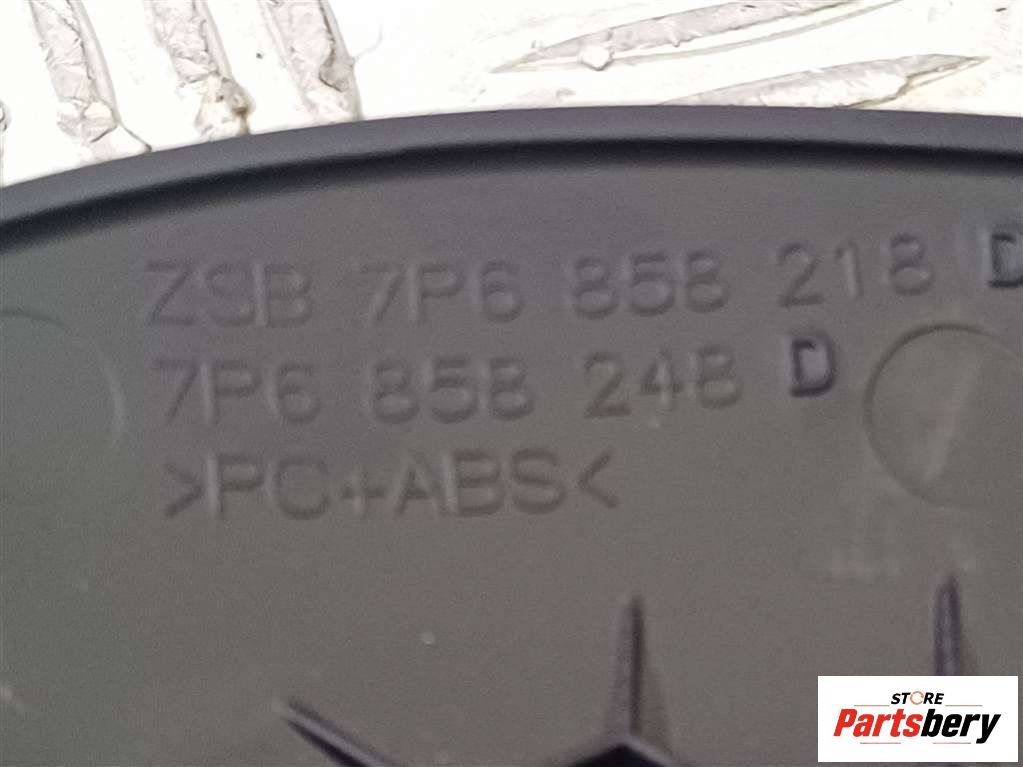 ZSB 7P6 858 218 D
7P6 858 248 D
>PC+ABS<
STORE
Partsbery